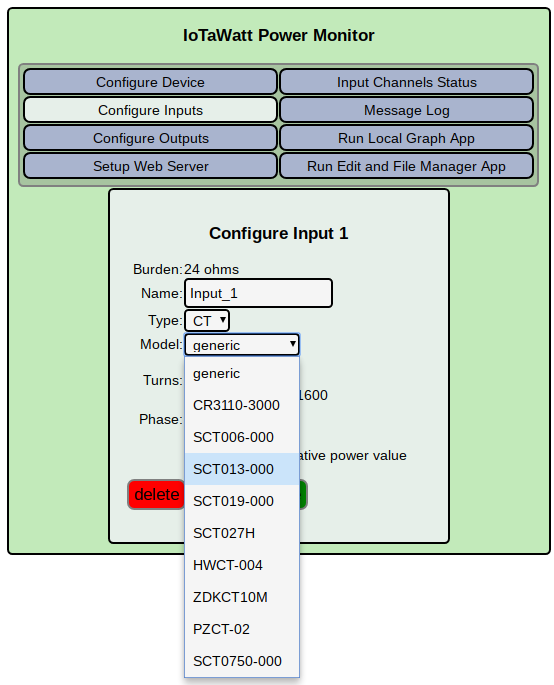 IoTaWatt Power Monitor
Configure Device
Input Channels Status
Configure Inputs
Message Log
Configure Outputs
Run Local Graph App
Setup Web Server
Run Edit and File Manager App
Configure Input 1
Burden: 24 ohms
Name: Input_1
Type: CT
Model: generic
Turns:
1600
Phase:
ative power value
delete
generic
CR3110-3000
SCT006-000
SCT013-000
SCT019-000
SCT027H
HWCT-004
ZDKCT10M
PZCT-02
SCT0750-000